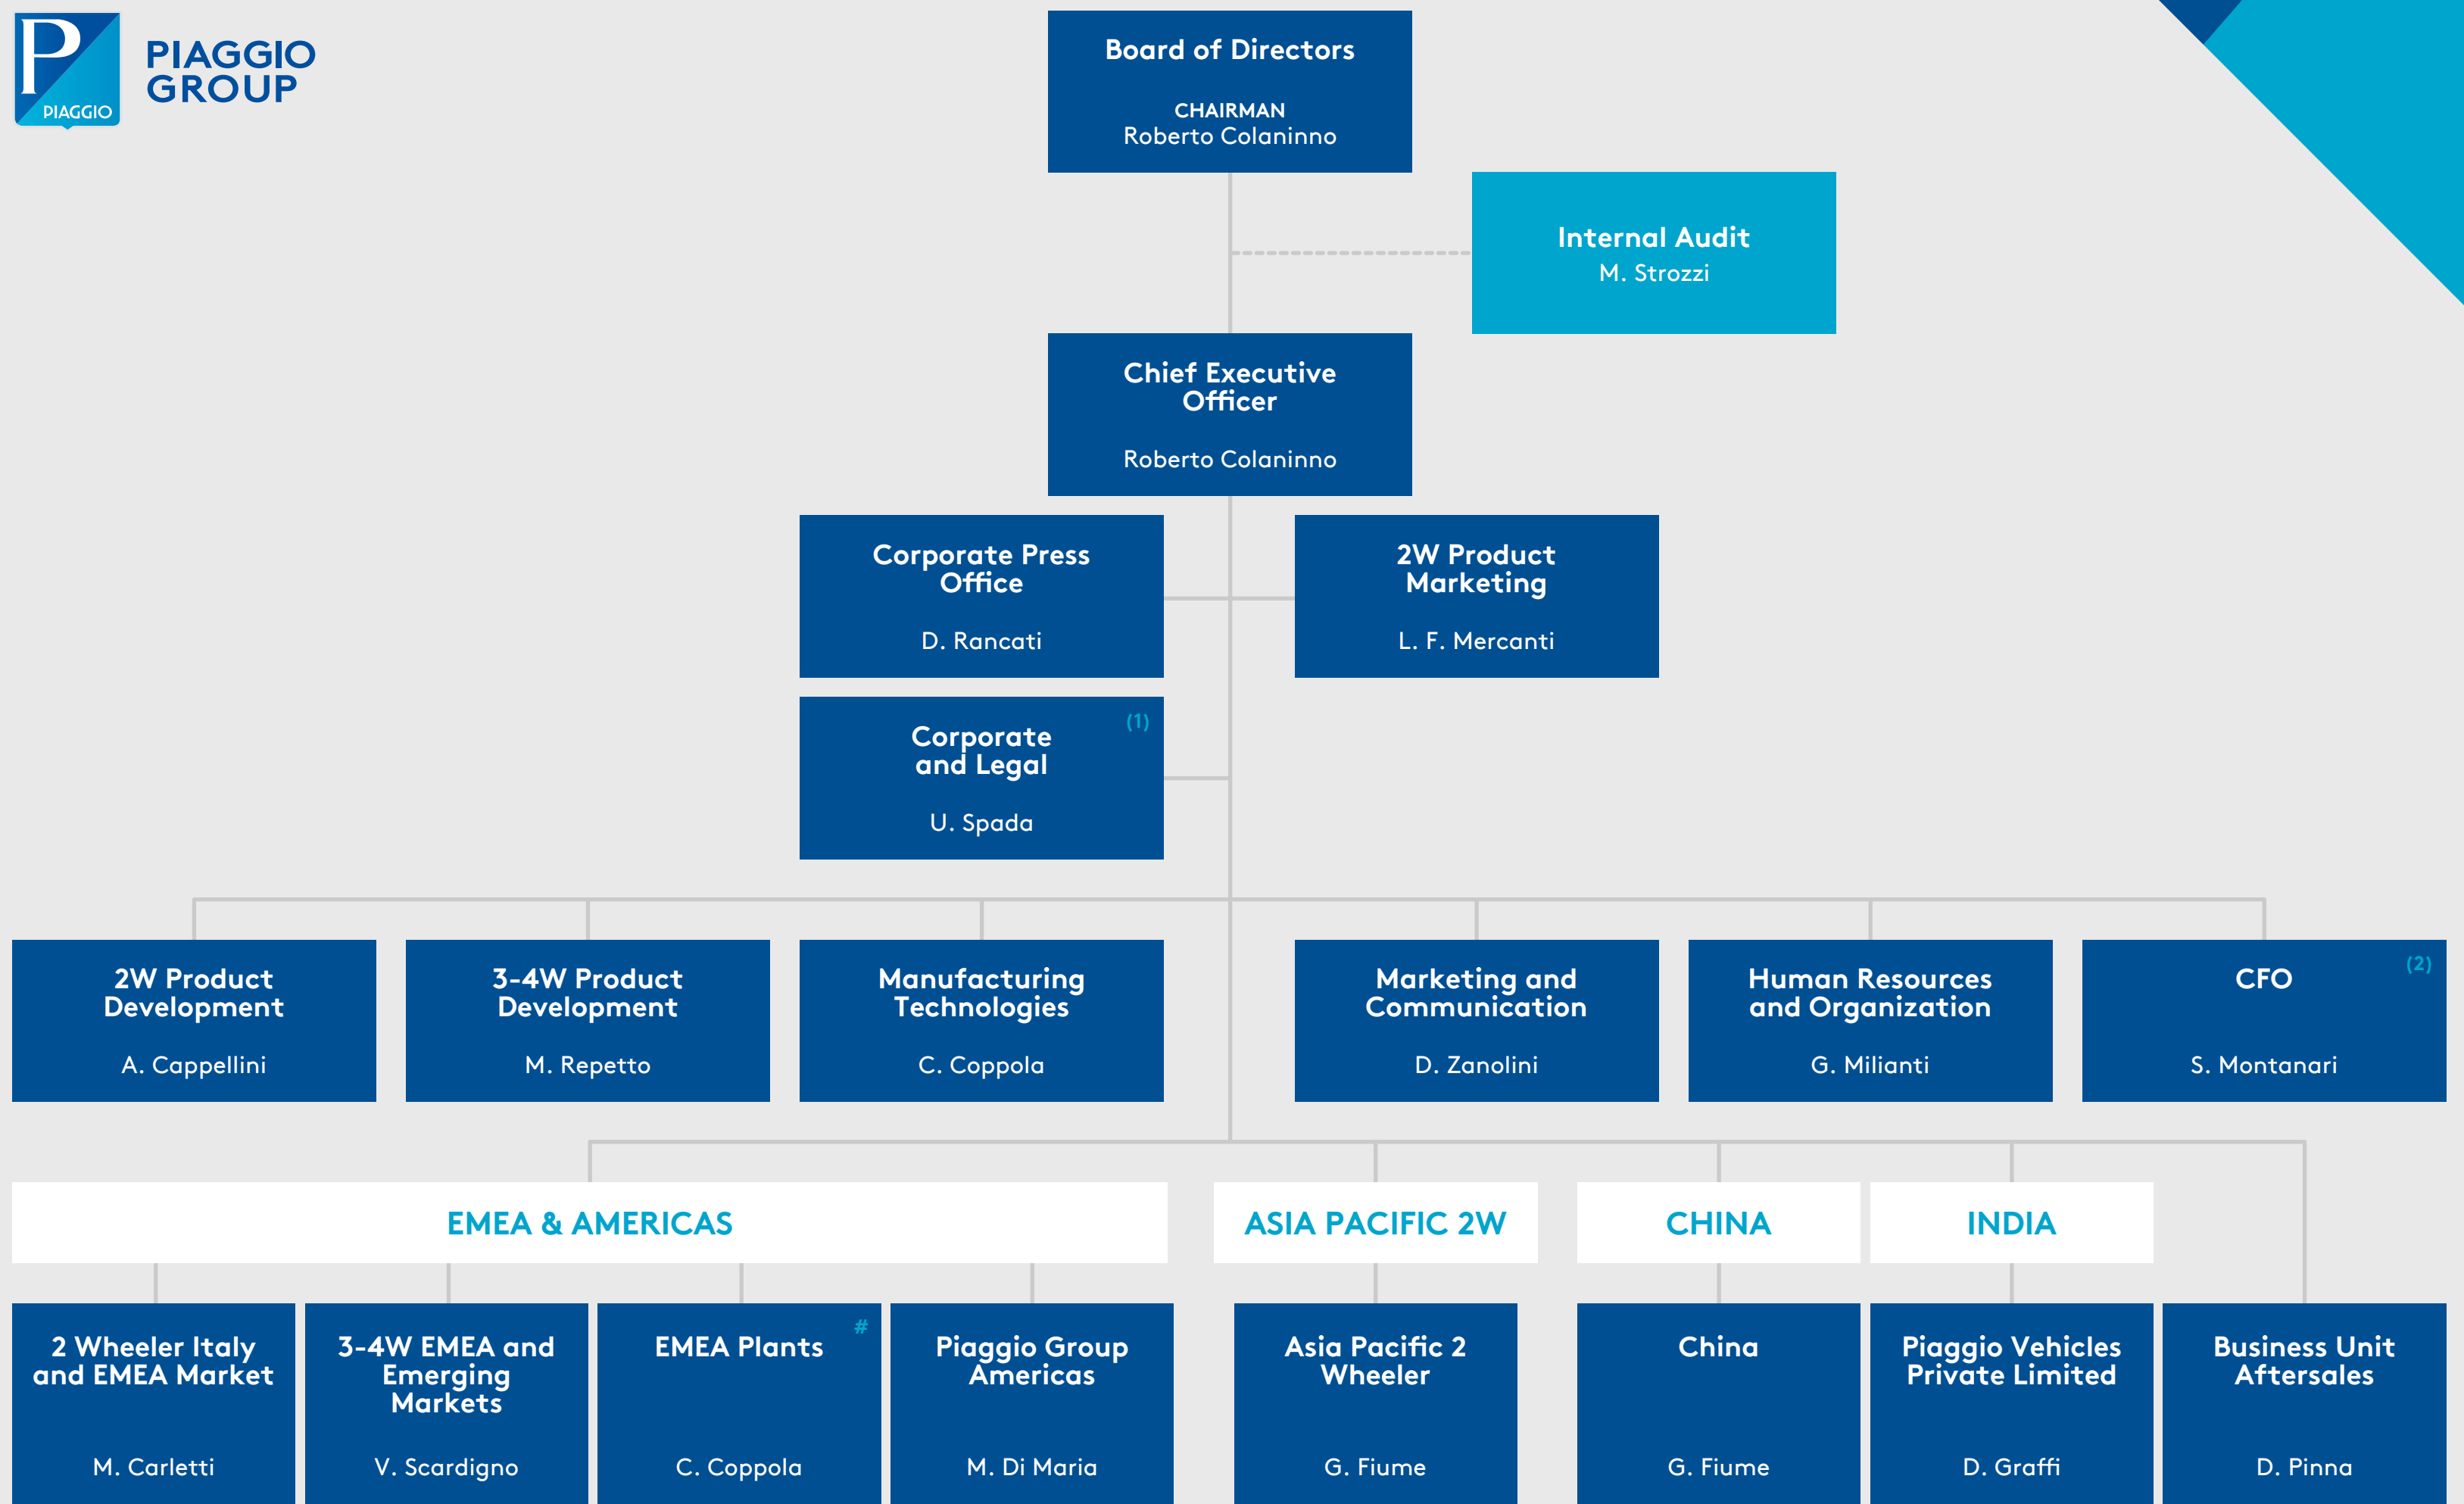 P
PIAGGIO
PIAGGIO
GROUP
Board of Directors
CHAIRMAN
Roberto Colaninno
Internal Audit
M. Strozzi
Chief Executive
Officer
Roberto Colaninno
Corporate Press
Office
D. Rancati
2W Product
Marketing
L. F. Mercanti
(1)
Corporate
and Legal
U. Spada
2W Product
Development
A. Cappellini
3-4W Product
Development
M. Repetto
Manufacturing
Technologies
C. Coppola
Marketing and
Communication
D. Zanolini
Human Resources
and Organization
G. Milianti
(2)
CFO
S. Montanari
EMEA & AMERICAS
ASIA PACIFIC 2W
CHINA
INDIA
2 Wheeler Italy
and EMEA Market
M. Carletti
3-4W EMEA and
Emerging
Markets
V. Scardigno
#
EMEA Plants
C. Coppola
Piaggio Group
Americas
M. Di Maria
Asia Pacific 2
Wheeler
G. Fiume
China
G. Fiume
Piaggio Vehicles
Private Limited
D. Graffi
Business Unit
Aftersales
D. Pinna